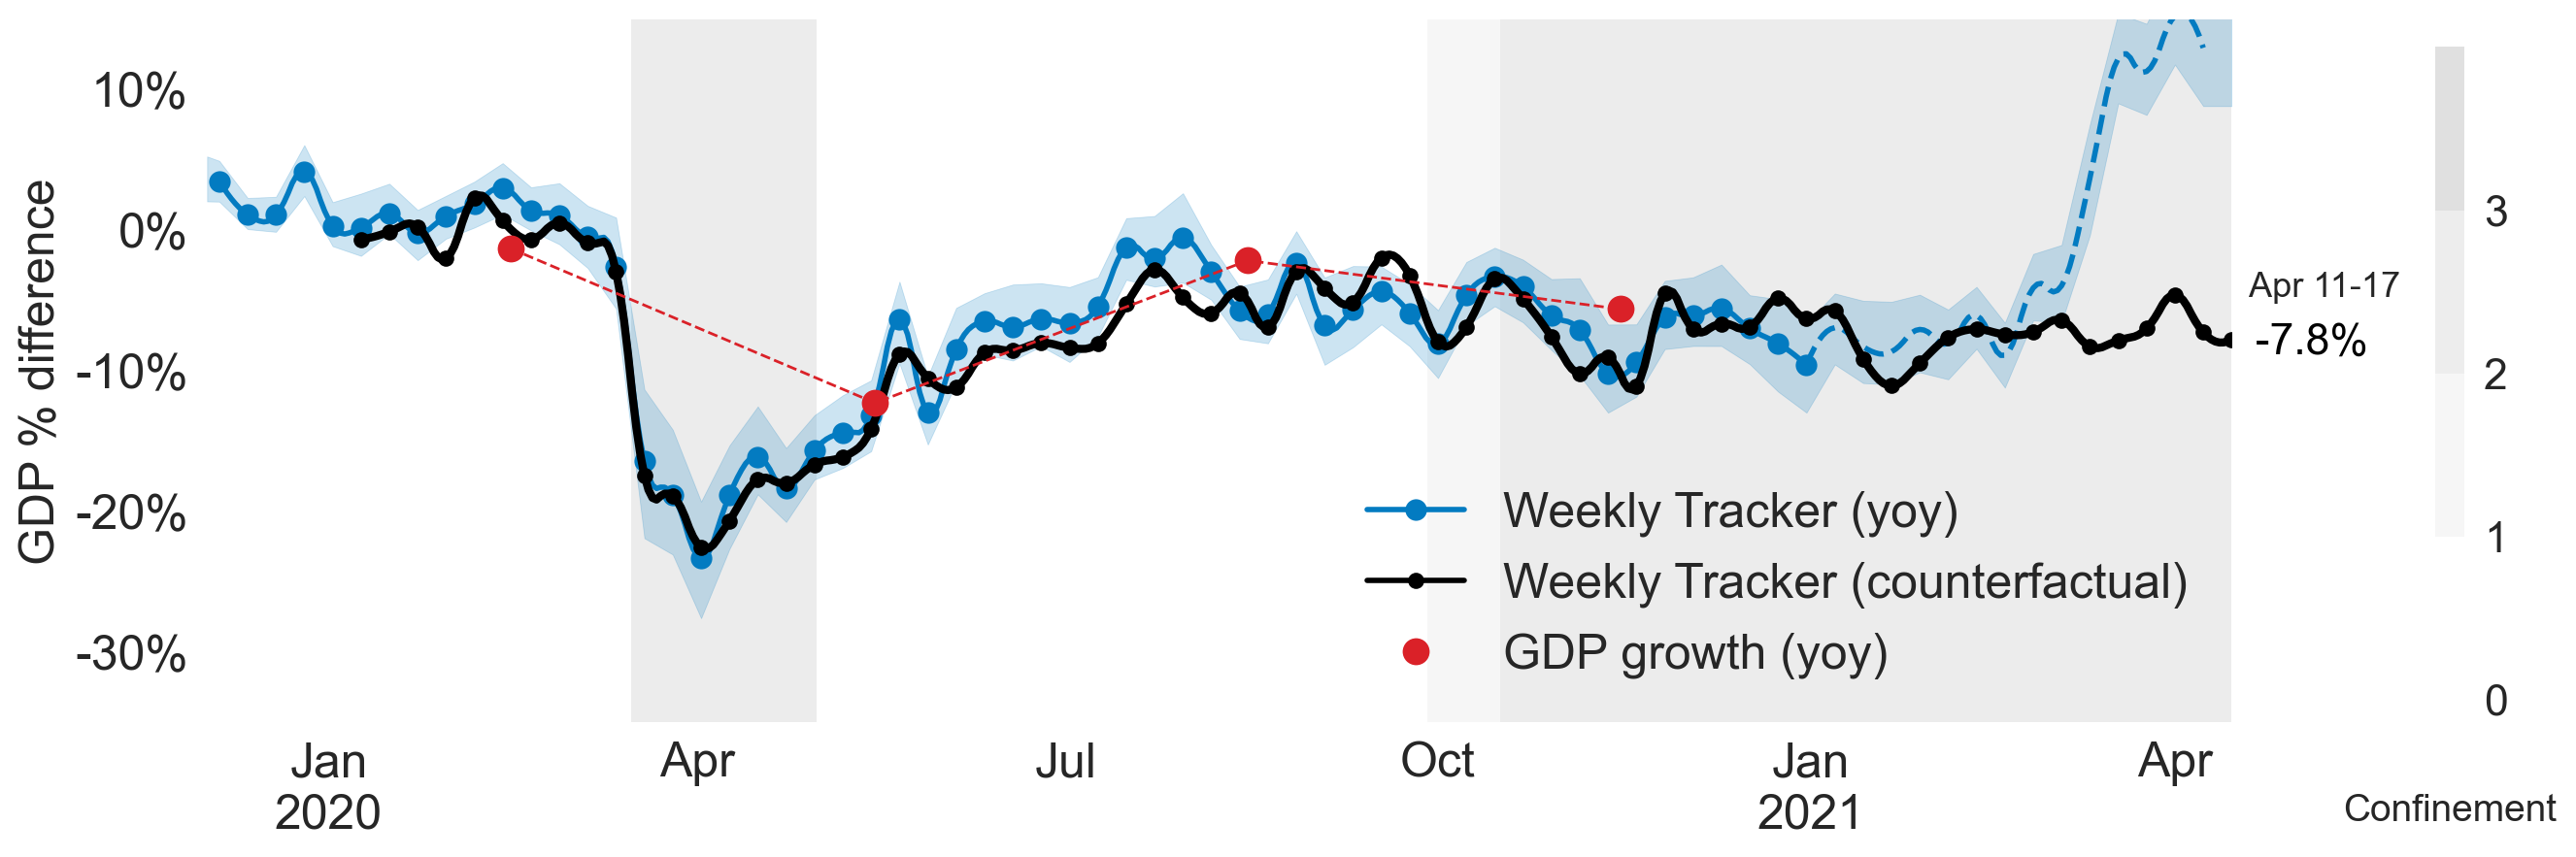 GDP % difference
10%
0%
-10%
-20%
-30%
Jan
2020
Apr
Jul
Oct
Jan
2021
Apr
Weekly Tracker (yoy)
Weekly Tracker (counterfactual)
GDP growth (yoy)
Apr 11-17
-7.8%
3
2
1
0
Confinement